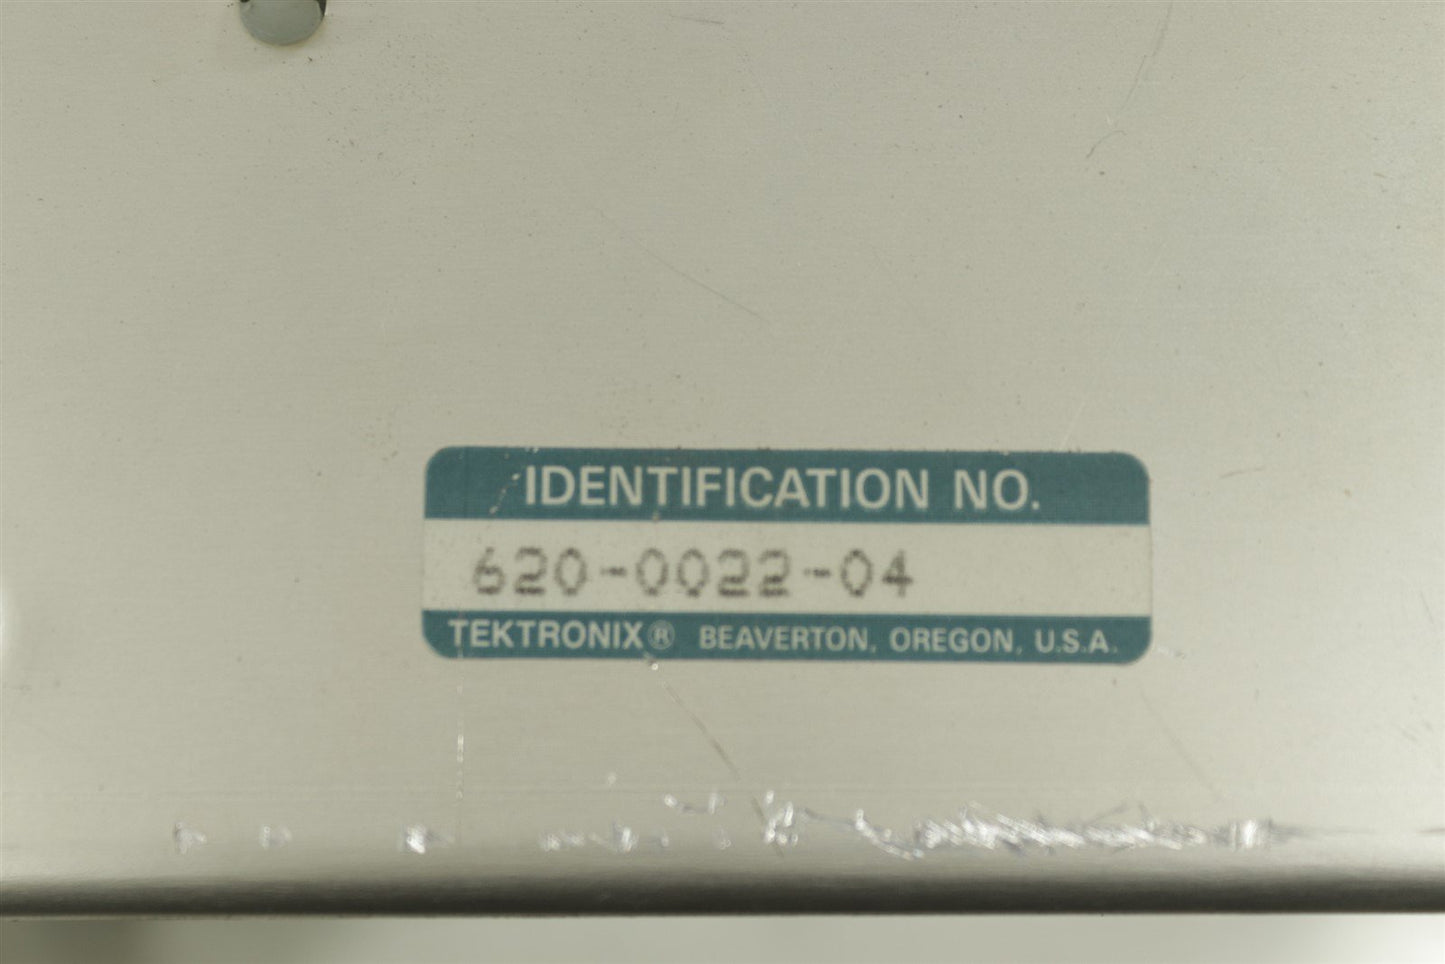 IDENTIFICATION NO.
620-0022-04
TEKTRONIX® BEAVERTON, OREGON, U.S.A.